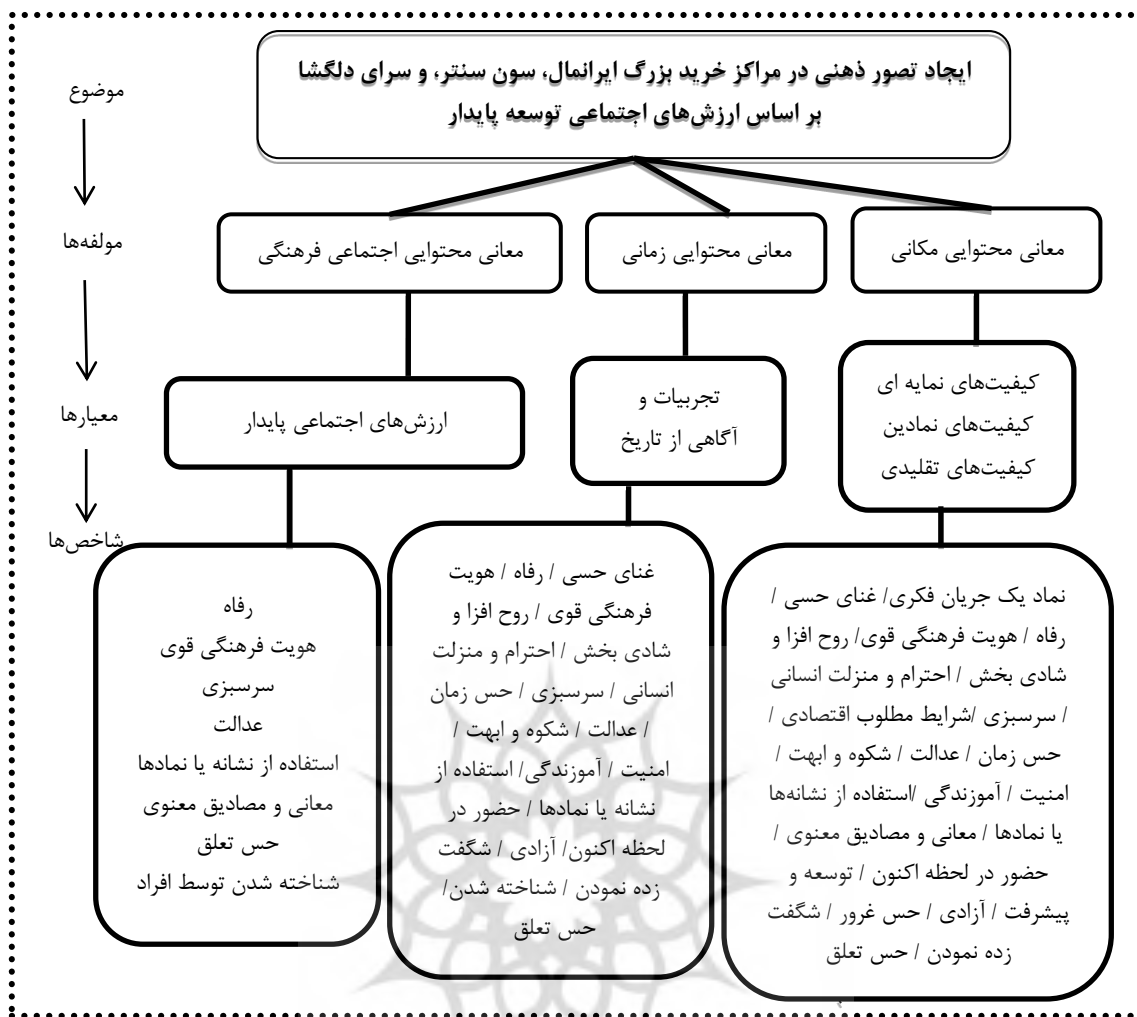 ایجاد تصور ذهنی در مراکز خرید بزرگ ایرانمال، سون سنتر، و سرای دلگشا
بر اساس ارزش‌های اجتماعی توسعه پایدار
موضوع
مولفه‌ها
معیارها
شاخص‌ها
معانی محتوایی مکانی
معانی محتوایی زمانی
معانی محتوایی اجتماعی فرهنگی
کیفیت‌های نمایه ای
کیفیت‌های نمادین
کیفیت‌های تقلیدی
تجربیات و
آگاهی از تاریخ
ارزش‌های اجتماعی پایدار
نماد یک جریان فکری/ غنای حسی /
رفاه / هویت فرهنگی قوی/ روح افزا و
شادی بخش / احترام و منزلت انسانی
/ سرسبزی /شرایط مطلوب اقتصادی /
حس زمان / عدالت / شکوه و ابهت /
امنیت / آموزندگی /استفاده از نشانه‌ها
یا نمادها / معانی و مصادیق معنوی /
حضور در لحظه اکنون / توسعه و
پیشرفت / آزادی / حس غرور / شگفت
زده نمودن / حس تعلق
غنای حسی / رفاه / هویت
فرهنگی قوی / روح افزا و
شادی بخش / احترام و منزلت
انسانی / سرسبزی / حس زمان
/ عدالت / شکوه و ابهت /
امنیت / آموزندگی/ استفاده از
نشانه یا نمادها / حضور در
لحظه اکنون/ آزادی / شگفت
زده نمودن / شناخته شدن/
حس تعلق
رفاه
هویت فرهنگی قوی
سرسبزی
عدالت
استفاده از نشانه یا نمادها
معانی و مصادیق معنوی
حس تعلق
شناخته شدن توسط افراد